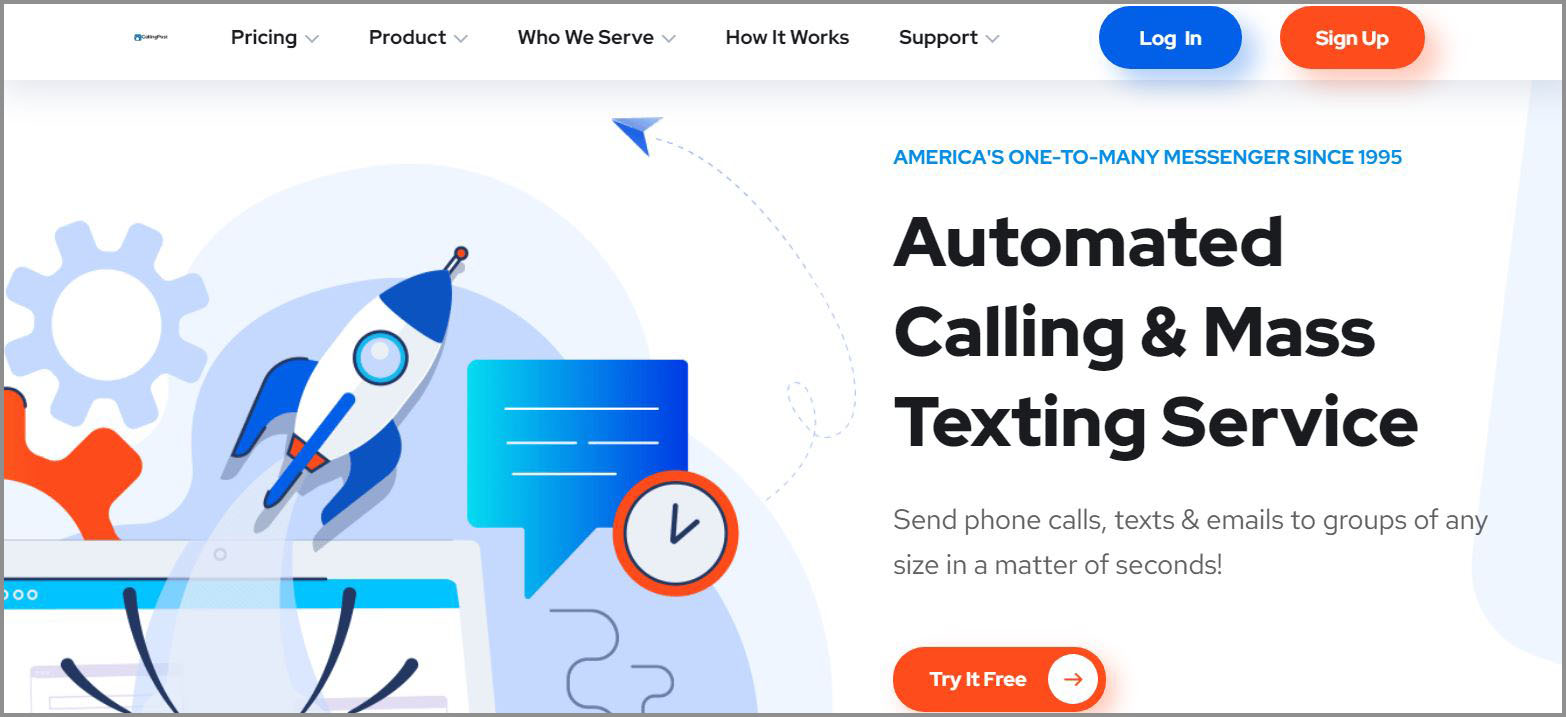 CallingPost
Pricing
Product
Who We Serve
How It Works
Support
Log In
Sign Up
AMERICA'S ONE-TO-MANY MESSENGER SINCE 1995
Automated
Calling & Mass
Texting Service
Send phone calls, texts & emails to groups of any
size in a matter of seconds!
Try It Free